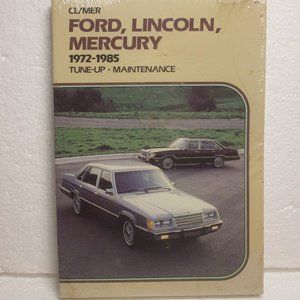 CLYMER
FORD, LINCOLN,
MERCURY
1972-1985
TUNE-UP • MAINTENANCE